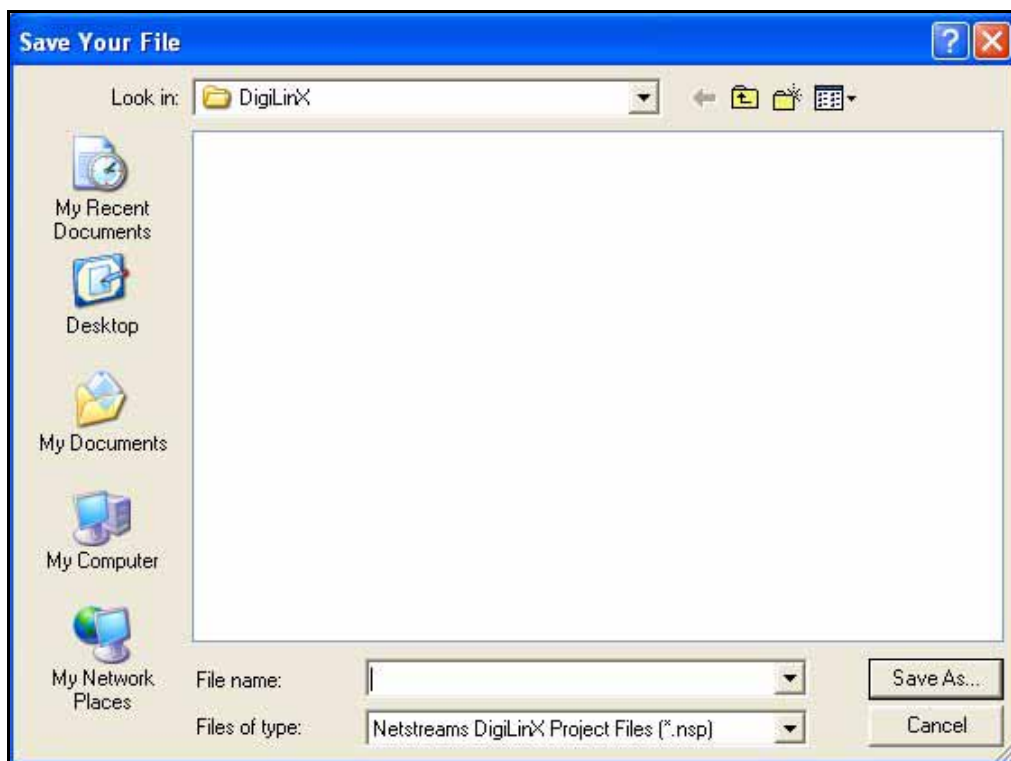 Save Your File
Look in:
DigiLinX
My Recent
Documents
Desktop
My Documents
My Computer
My Network
Places
File name:
Save As...
Files of type:
Netstreams DigiLinX Project Files (*.nsp)
Cancel